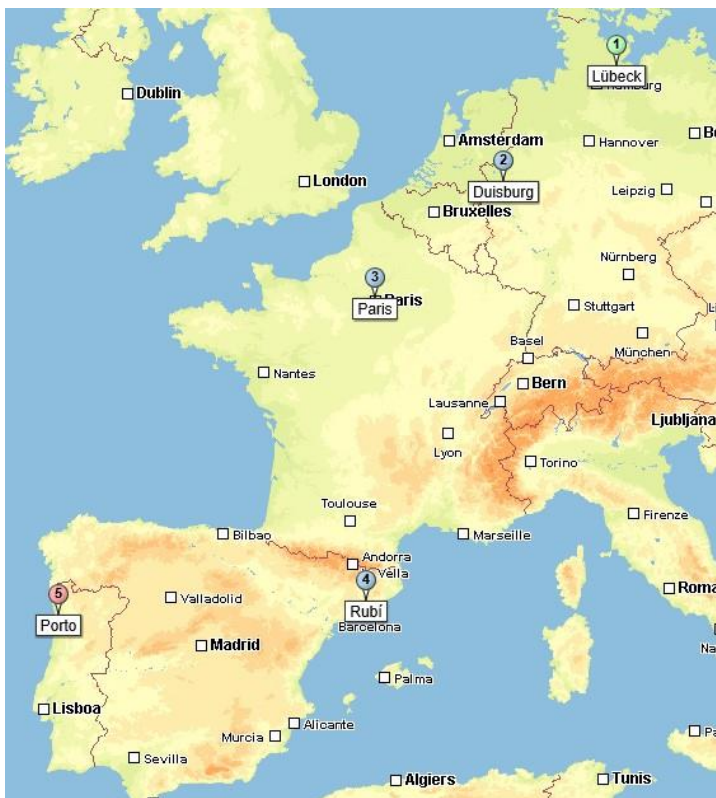 1
Lübeck
Hamburg
Dublin
Amsterdam
Hannover
2
London
Duisburg
Leipzig
Bruxelles
Nürnberg
3
Paris
Paris
Stuttgart
Basel
München
Nantes
Bern
Lausanne
Ljubljana
Lyon
Torino
Toulouse
Firenze
Bilbao
Marseille
Andorra
Vella
4
Roma
5
Valladolid
Rubí
Porto
Barcelona
Madrid
Na
Palma
Lisboa
Alicante
Murcia
Pa
Sevilla
Algiers
Tunis